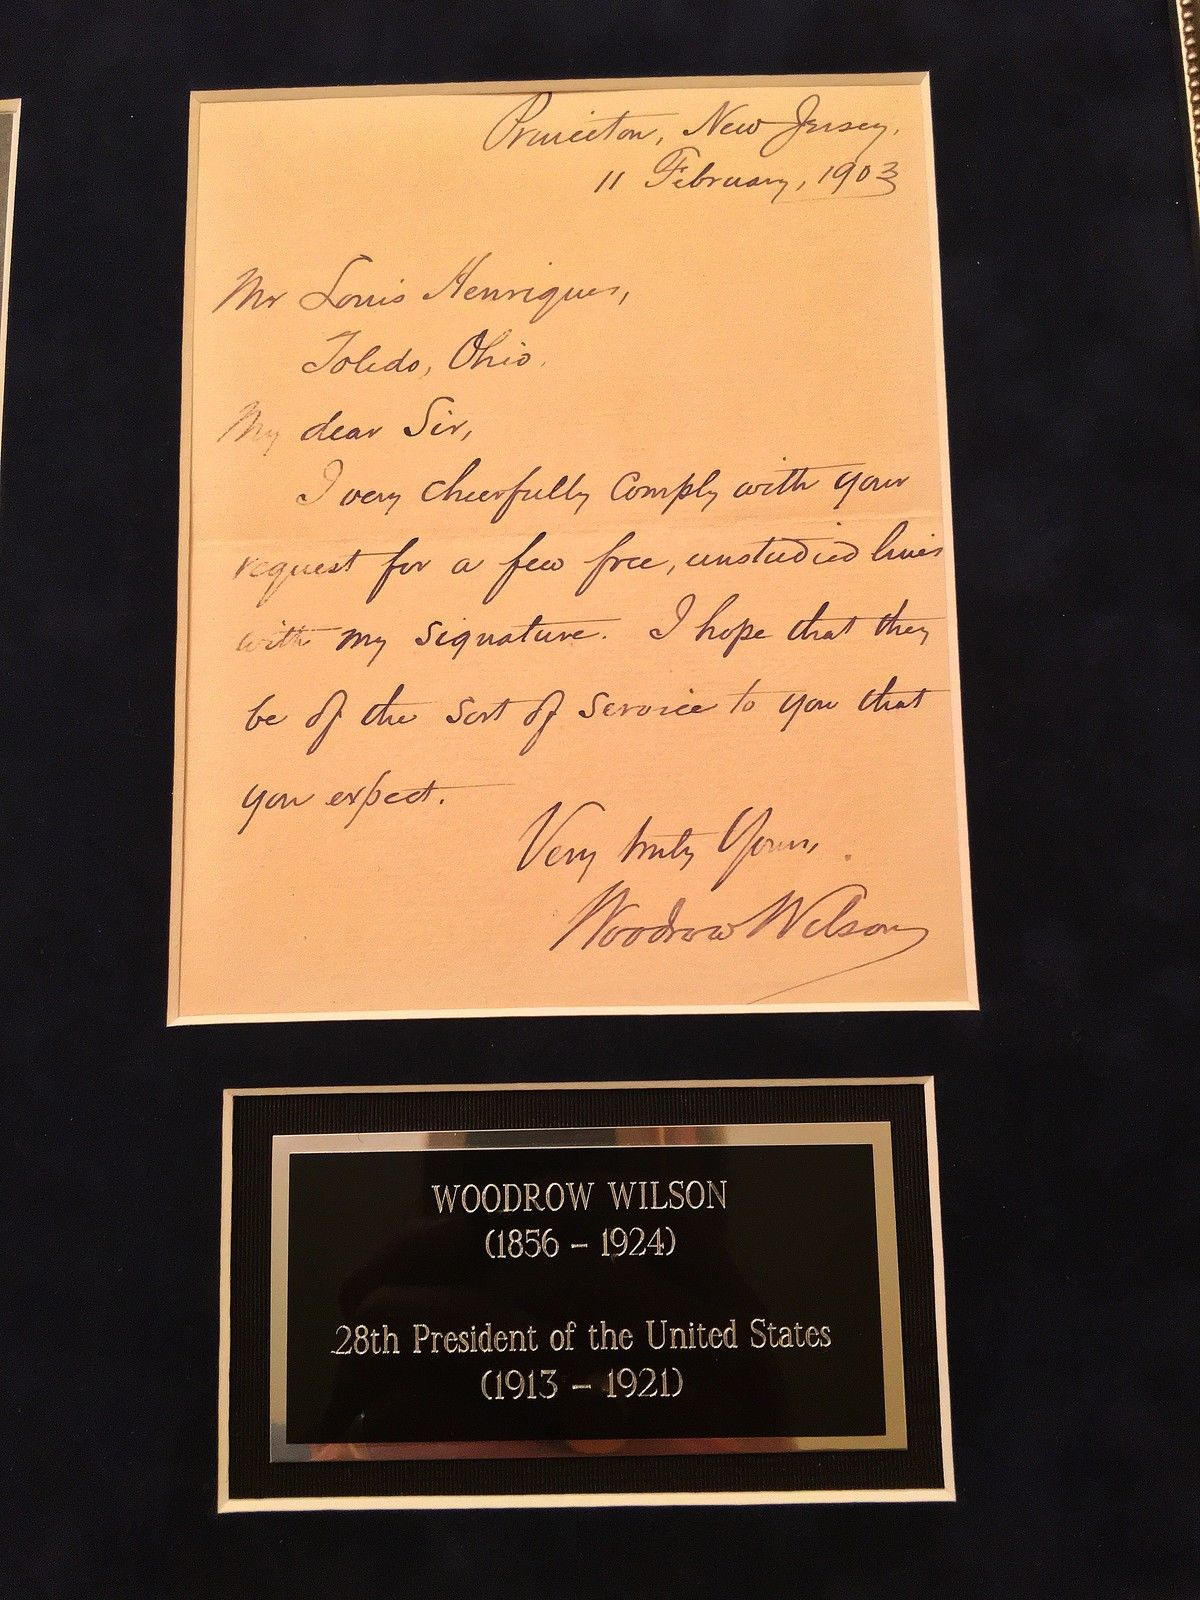 Princeton, New Jersey,
11 February, 1903
Mr Louis Henriques,
Toledo, Ohio.
My dear Sir,
I very cheerfully comply with your
request for a few free, unstudied lines
with my signature. I hope that they
be of the sort of service to you that
you expect.
Very truly Yours,
Woodrow Wilson
WOODROW WILSON
(1856 – 1924)
28th President of the United States
(1913 – 1921)